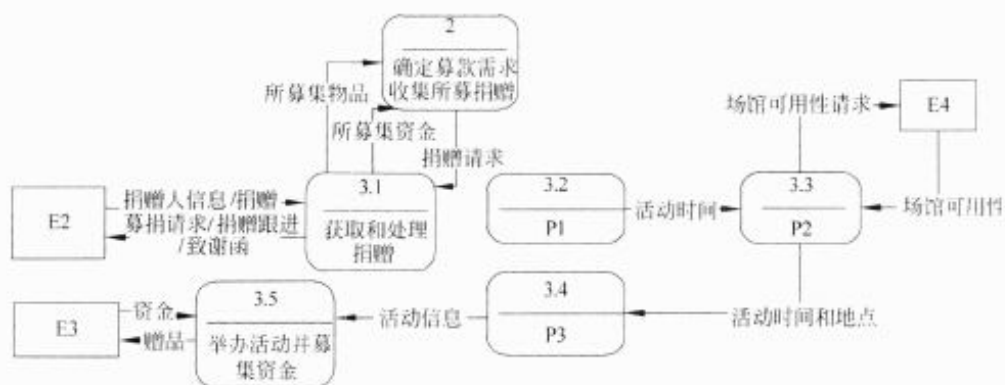 2
确定募款需求
收集所募捐赠
所募集物品
所募集资金
捐赠请求
场馆可用性请求
E4
场馆可用性
E2
捐赠人信息/捐赠
募捐请求/捐赠跟进
/致谢函
3.1
获取和处理
捐赠
3.2
P1
活动时间
3.3
P2
E3
资金
赠品
3.5
举办活动并募
集资金
活动信息
3.4
P3
活动时间和地点